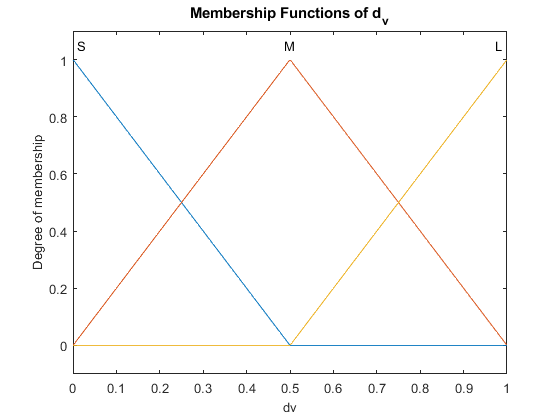 Membership Functions of d_v
S M L
1
0.8
0.6
0.4
0.2
0
Degree of membership
0 0.1 0.2 0.3 0.4 0.5 0.6 0.7 0.8 0.9 1
dv